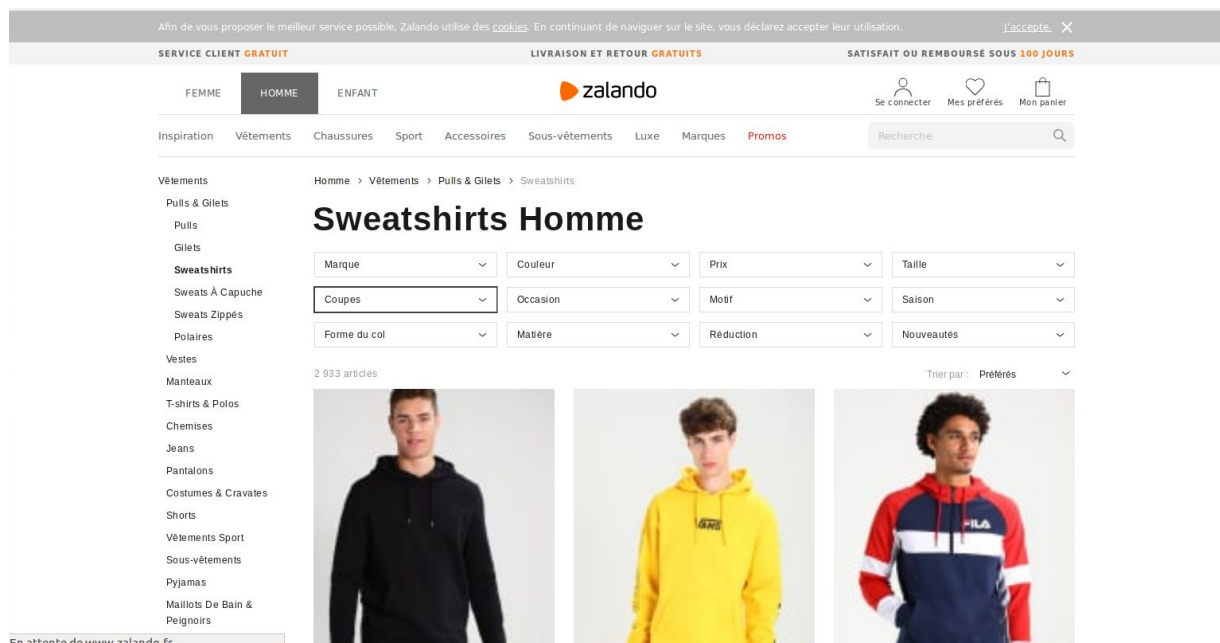 Afin de vous proposer le meilleur service possible, Zalando utilise des cookies. En continuant de naviguer sur le site, vous déclarez accepter leur utilisation. J'accepte.
SERVICE CLIENT GRATUIT LIVRAISON ET RETOUR GRATUITS SATISFAIT OU REMBOURSÉ SOUS 100 JOURS
FEMME HOMME ENFANT zalando Se connecter Mes préférés Mon panier
Inspiration Vêtements Chaussures Sport Accessoires Sous-vêtements Luxe Marques Promos Recherche
Vêtements
Pulls & Gilets
Pulls
Gilets
Sweatshirts
Sweats À Capuche
Sweats Zippés
Polaires
Vestes
Manteaux
T-shirts & Polos
Chemises
Jeans
Pantalons
Costumes & Cravates
Shorts
Vêtements Sport
Sous-vêtements
Pyjamas
Maillots De Bain &
Peignoirs
Homme > Vêtements > Pulls & Gilets > Sweatshirts
Sweatshirts Homme
Marque Couleur Prix Taille
Coupes Occasion Motif Saison
Forme du col Matière Réduction Nouveautés
2 933 articles Trier par : Préférés
VANS
FILA
En attente de www.zalando.fr